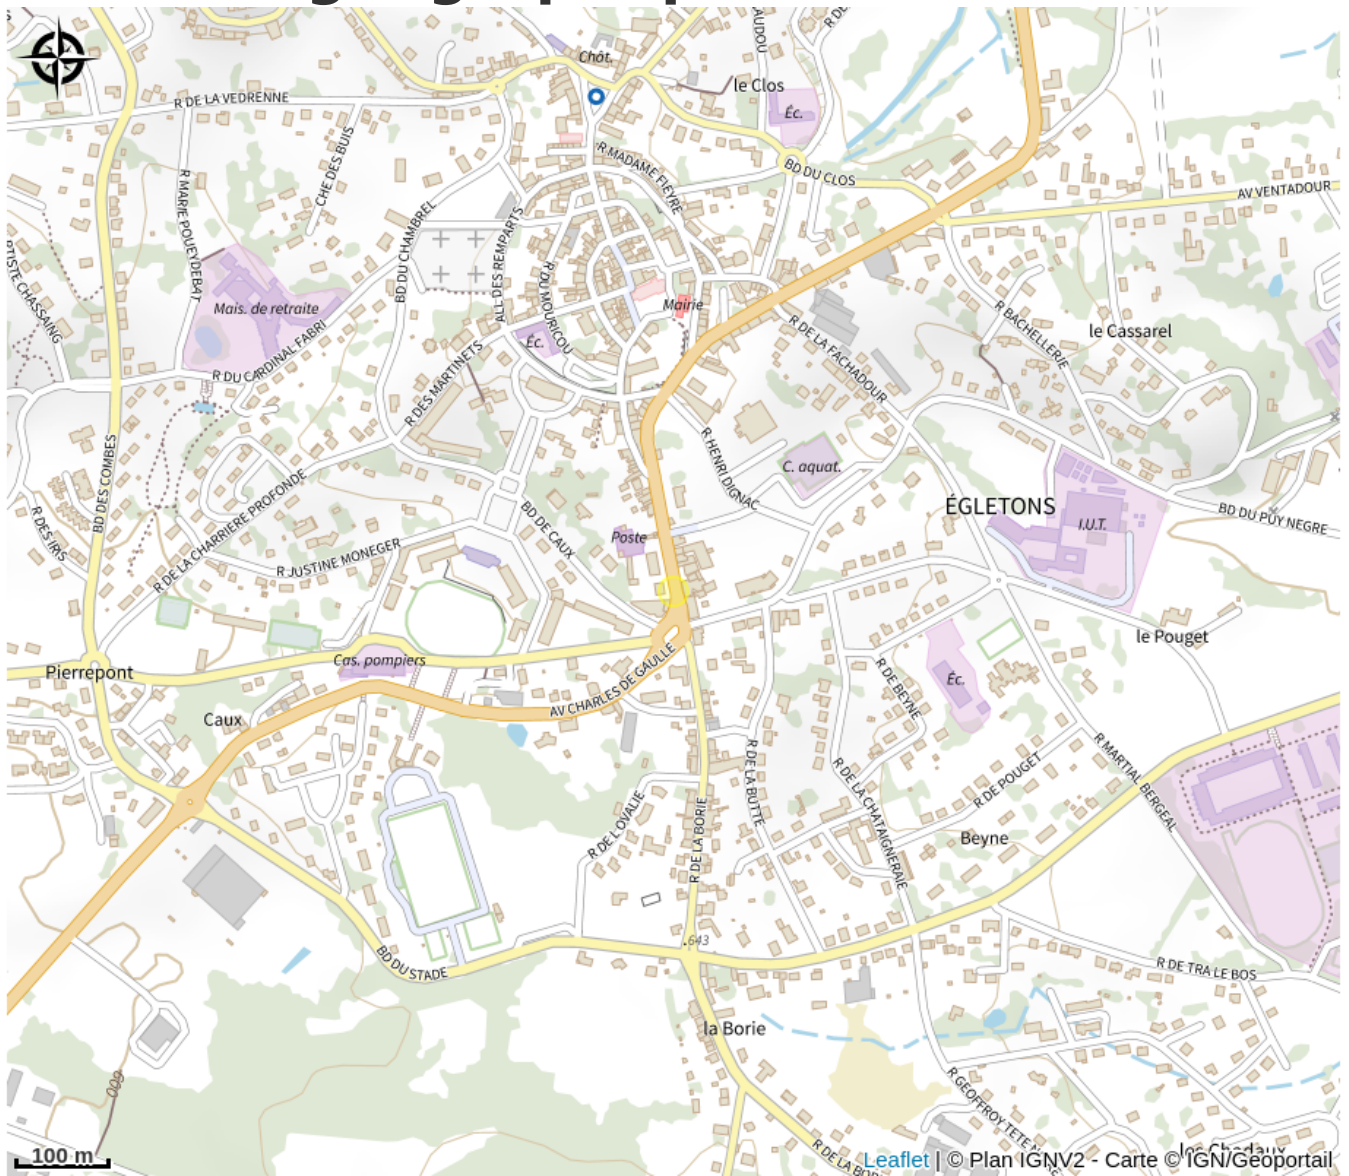 Chât.
le Clos
R DE LA VEDRENNE
Éc.
CHE DES BUIS
R MADAME FIEYRE
BD DU CLOS
AV VENTADOUR
R MARIE POUEYDEBAT
BD DU CHAMBREL
ALL DES REMPARTS
R DU MOURICOU
Mais. de retraite
Mairie
R BACHELLERIE
le Cassarel
R DE LA FACHADOUR
Éc.
R DU CARDINAL FABRI
R DES MARTINETS
R HENRI DIGNAC
C. aquat.
BD DES COMBES
ÉGLETONS
I.U.T.
BD DU PUY NEGRE
R DES IRIS
R DE LA CHARRIERE PROFONDE
BD DE CAUX
Poste
R JUSTINE MONEGER
le Pouget
Pierrepont
Cas. pompiers
AV CHARLES DE GAULLE
R DE BEYNE
Éc.
Caux
R DE LA BUTTE
R DE LA CHATAIGNERAIE
R DE POUGET
R MARTIAL BERGEAL
R DE L OVALIE
R DE LA BORIE
Beyne
.643
BD DU STADE
R DE TRA LE BOS
la Borie
R GEOFFROY TETE N
609
100 m
Leaflet | © Plan IGNV2 - Carte © IGN/Geoportail